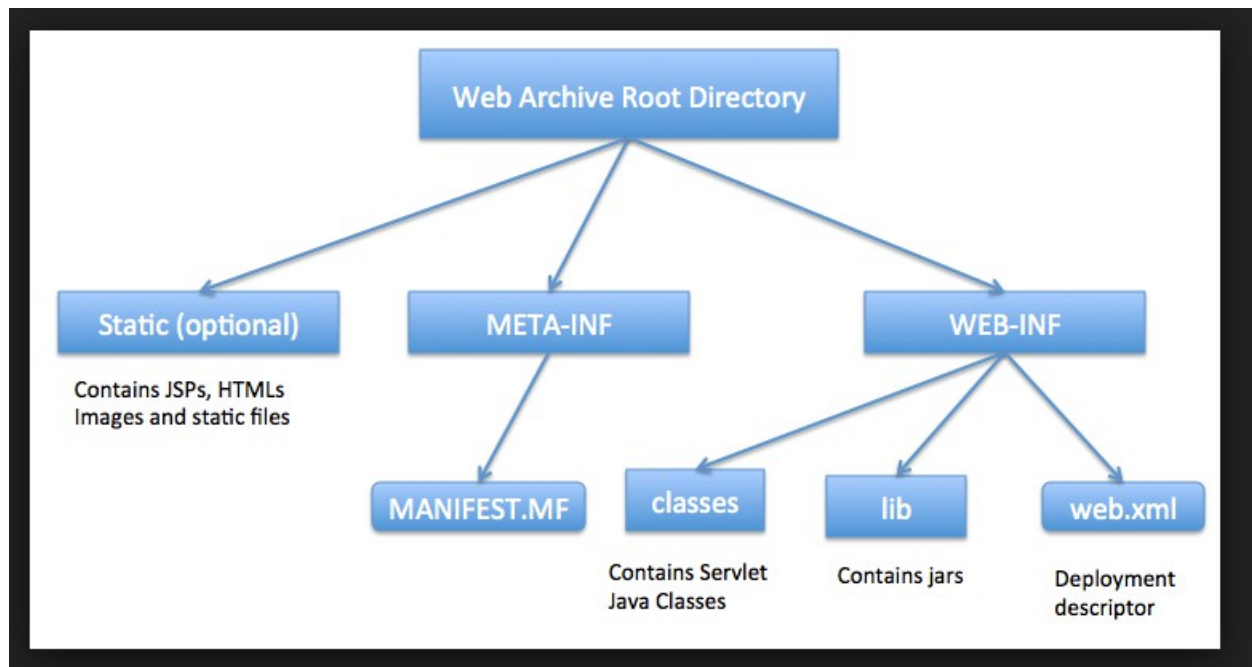 Web Archive Root Directory
Static (optional)
META-INF
WEB-INF
Contains JSPs, HTMLs
Images and static files
MANIFEST.MF
classes
lib
web.xml
Contains Servlet
Java Classes
Contains jars
Deployment
descriptor